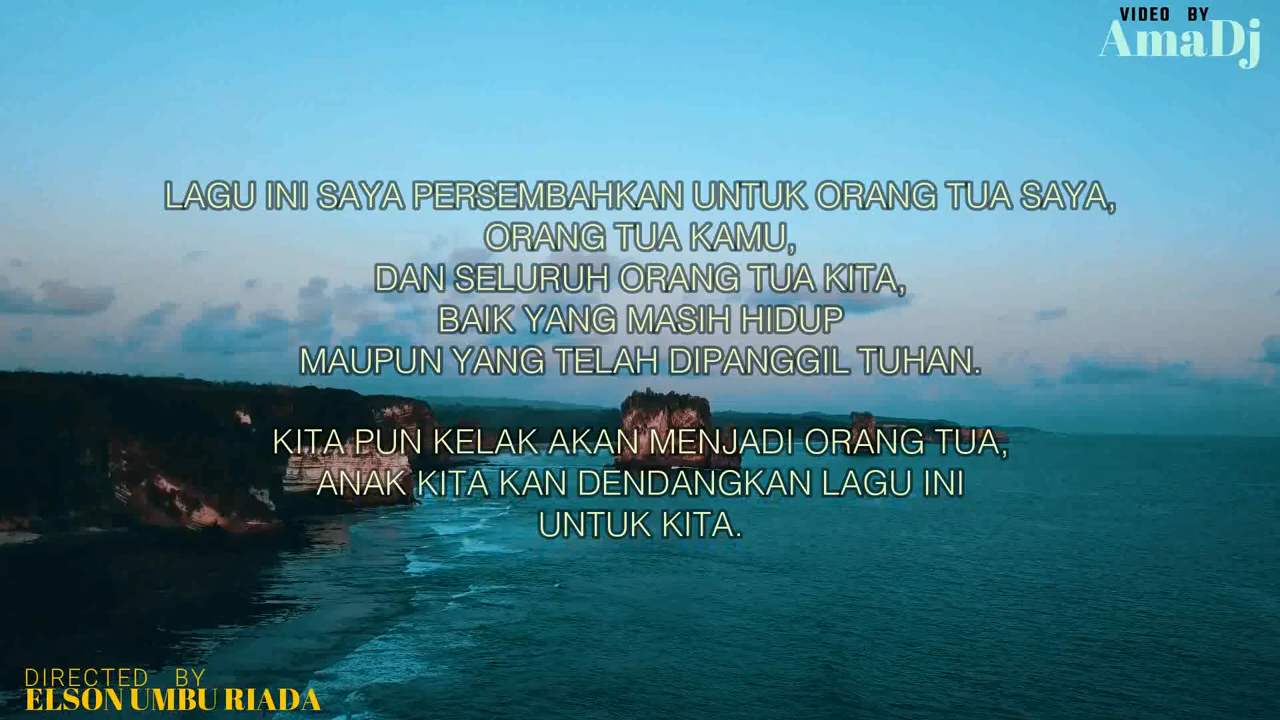 VIDEO BY
AmaDj
LAGU INI SAYA PERSEMBAHKAN UNTUK ORANG TUA SAYA,
ORANG TUA KAMU,
DAN SELURUH ORANG TUA KITA,
BAIK YANG MASIH HIDUP
MAUPUN YANG TELAH DIPANGGIL TUHAN.
KITA PUN KELAK AKAN MENJADI ORANG TUA,
ANAK KITA KAN DENDANGKAN LAGU INI
UNTUK KITA.
DIRECTED BY
ELSON UMBU RIADA